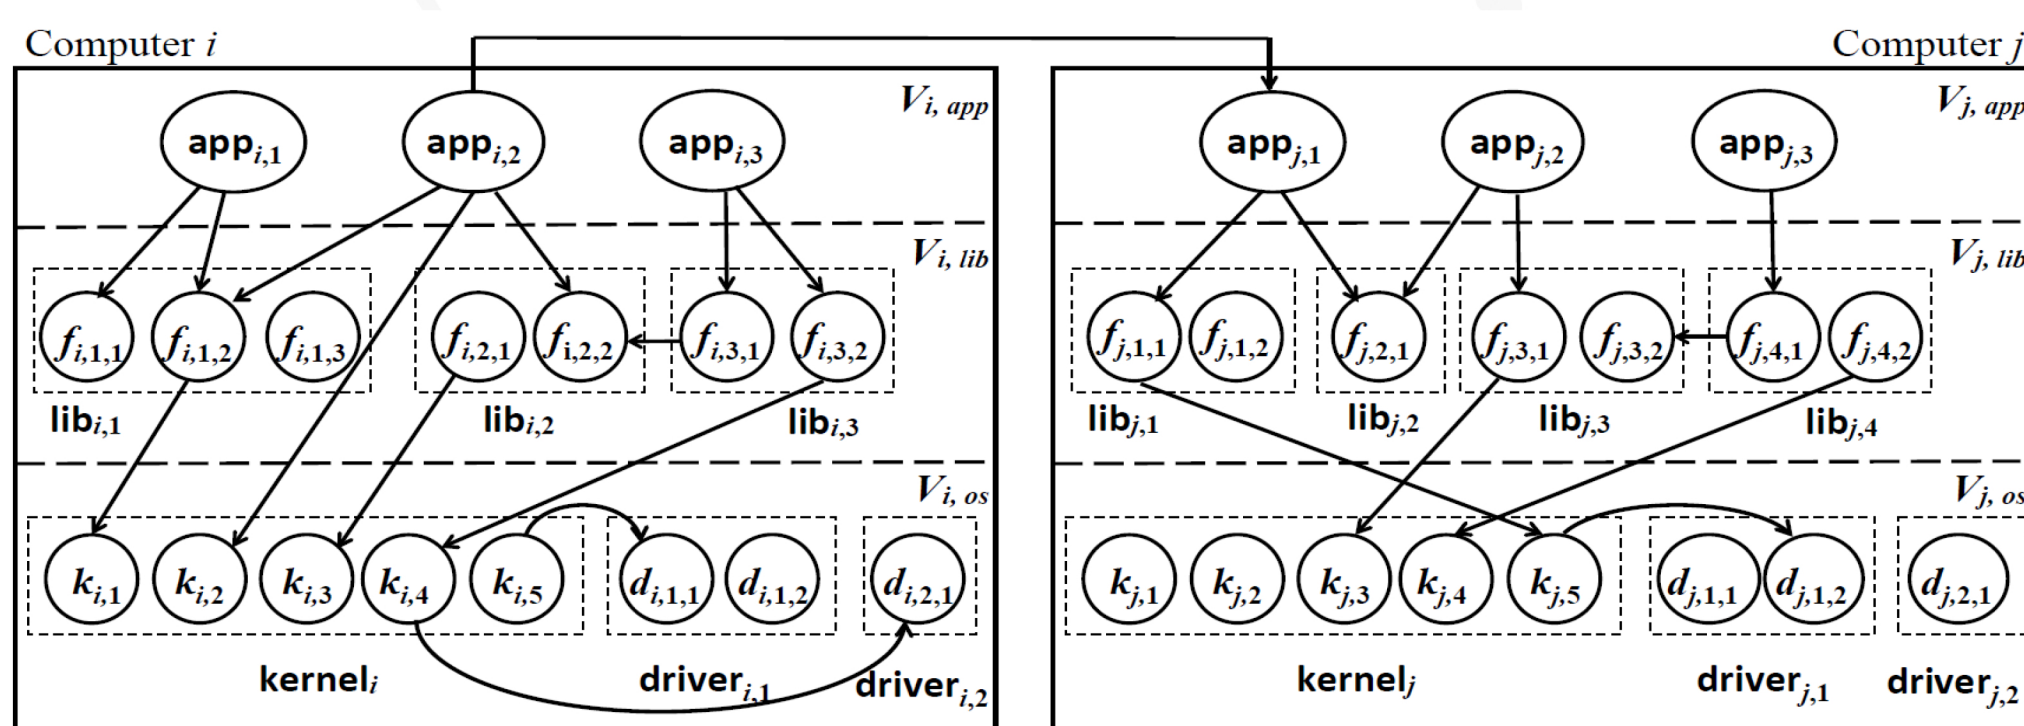 Computer i
Computer j
V_{i, app}
app_{i,1} app_{i,2} app_{i,3}
V_{j, app}
app_{j,1} app_{j,2} app_{j,3}
V_{i, lib}
f_{i,1,1} f_{i,1,2} f_{i,1,3} f_{i,2,1} f_{i,2,2} f_{i,3,1} f_{i,3,2}
lib_{i,1} lib_{i,2} lib_{i,3}
V_{j, lib}
f_{j,1,1} f_{j,1,2} f_{j,2,1} f_{j,3,1} f_{j,3,2} f_{j,4,1} f_{j,4,2}
lib_{j,1} lib_{j,2} lib_{j,3} lib_{j,4}
V_{i, os}
k_{i,1} k_{i,2} k_{i,3} k_{i,4} k_{i,5} d_{i,1,1} d_{i,1,2} d_{i,2,1}
kernel_i driver_{i,1} driver_{i,2}
V_{j, os}
k_{j,1} k_{j,2} k_{j,3} k_{j,4} k_{j,5} d_{j,1,1} d_{j,1,2} d_{j,2,1}
kernel_j driver_{j,1} driver_{j,2}